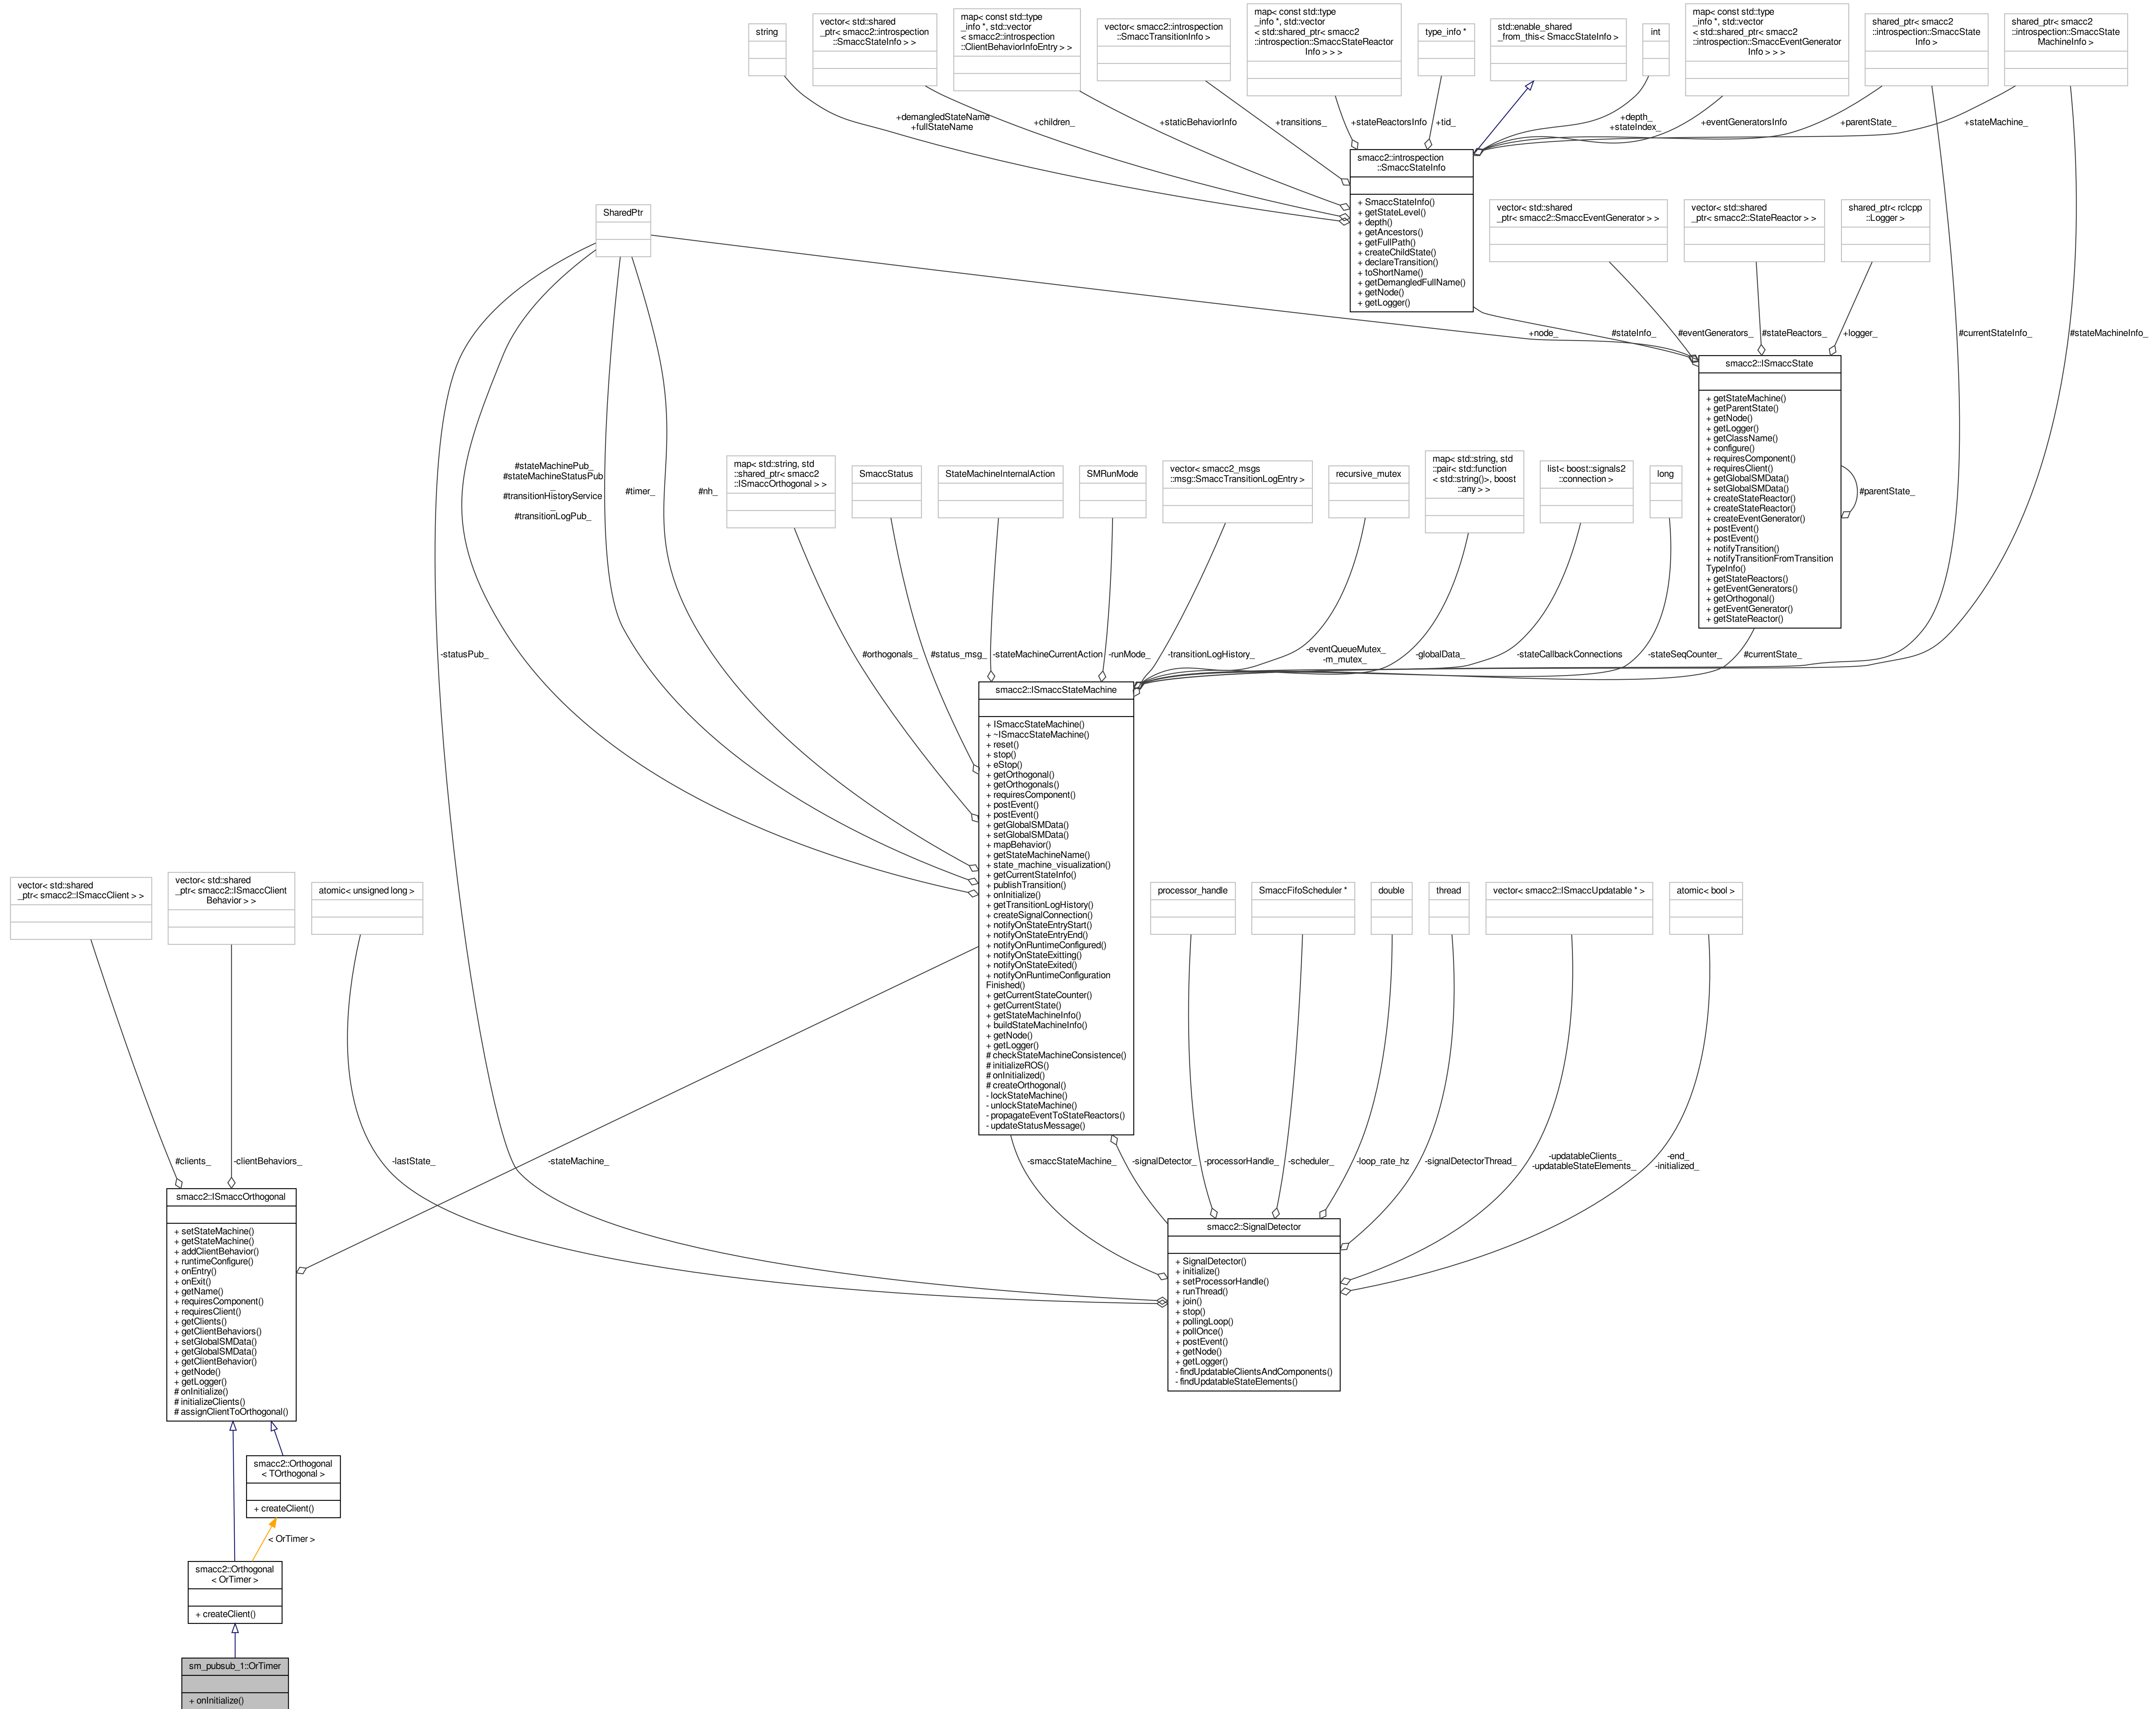 string
vector< std::shared
_ptr< smacc2::introspection
::SmaccStateInfo > >
map< const std::type
_info *, std::vector
< smacc2::introspection
::ClientBehaviorInfoEntry > >
vector< smacc2::introspection
::SmaccTransitionInfo >
map< const std::type
_info *, std::vector
< std::shared_ptr< smacc2
::introspection::SmaccStateReactor
Info > > >
type_info *
std::enable_shared
_from_this< SmaccStateInfo >
int
map< const std::type
_info *, std::vector
< std::shared_ptr< smacc2
::introspection::SmaccEventGenerator
Info > > >
shared_ptr< smacc2
::introspection::SmaccState
Info >
shared_ptr< smacc2
::introspection::SmaccState
MachineInfo >
+demangledStateName
+fullStateName
+children_
+staticBehaviorInfo
+transitions_
+stateReactorsInfo
+tid_
+depth_
+stateIndex_
+eventGeneratorsInfo
+parentState_
+stateMachine_
smacc2::introspection
::SmaccStateInfo
+ SmaccStateInfo()
+ getStateLevel()
+ depth()
+ getAncestors()
+ getFullPath()
+ createChildState()
+ declareTransition()
+ toShortName()
+ getDemangledFullName()
+ getNode()
+ getLogger()
SharedPtr
vector< std::shared
_ptr< smacc2::SmaccEventGenerator > >
vector< std::shared
_ptr< smacc2::StateReactor > >
shared_ptr< rclcpp
::Logger >
+node_
#stateInfo_
#eventGenerators_
#stateReactors_
+logger_
#currentStateInfo_
#stateMachineInfo_
smacc2::ISmaccState
+ getStateMachine()
+ getParentState()
+ getNode()
+ getLogger()
+ getClassName()
+ configure()
+ requiresComponent()
+ requiresClient()
+ getGlobalSMData()
+ setGlobalSMData()
+ createStateReactor()
+ createStateReactor()
+ createEventGenerator()
+ postEvent()
+ postEvent()
+ notifyTransition()
+ notifyTransitionFromTransition
TypeInfo()
+ getStateReactors()
+ getEventGenerators()
+ getOrthogonal()
+ getEventGenerator()
+ getStateReactor()
#parentState_
#stateMachinePub_
#stateMachineStatusPub
_
#transitionHistoryService
_
#transitionLogPub_
#timer_
#nh_
map< std::string, std
::shared_ptr< smacc2
::ISmaccOrthogonal > >
SmaccStatus
StateMachineInternalAction
SMRunMode
vector< smacc2_msgs
::msg::SmaccTransitionLogEntry >
recursive_mutex
map< std::string, std
::pair< std::function
< std::string()>, boost
::any > >
list< boost::signals2
::connection >
long
-statusPub_
#orthogonals_
#status_msg_
-stateMachineCurrentAction
-runMode_
-transitionLogHistory_
-eventQueueMutex_
-m_mutex_
-globalData_
-stateCallbackConnections
-stateSeqCounter_
#currentState_
smacc2::ISmaccStateMachine
+ ISmaccStateMachine()
+ ~ISmaccStateMachine()
+ reset()
+ stop()
+ eStop()
+ getOrthogonal()
+ getOrthogonals()
+ requiresComponent()
+ postEvent()
+ postEvent()
+ getGlobalSMData()
+ setGlobalSMData()
+ mapBehavior()
+ getStateMachineName()
+ state_machine_visualization()
+ getCurrentStateInfo()
+ publishTransition()
+ onInitialize()
+ getTransitionLogHistory()
+ createSignalConnection()
+ notifyOnStateEntryStart()
+ notifyOnStateEntryEnd()
+ notifyOnRuntimeConfigured()
+ notifyOnStateExitting()
+ notifyOnStateExited()
+ notifyOnRuntimeConfiguration
Finished()
+ getCurrentStateCounter()
+ getCurrentState()
+ getStateMachineInfo()
+ buildStateMachineInfo()
+ getNode()
+ getLogger()
# checkStateMachineConsistence()
# initializeROS()
# onInitialized()
# createOrthogonal()
- lockStateMachine()
- unlockStateMachine()
- propagateEventToStateReactors()
- updateStatusMessage()
vector< std::shared
_ptr< smacc2::ISmaccClient > >
vector< std::shared
_ptr< smacc2::ISmaccClient
Behavior > >
atomic< unsigned long >
processor_handle
SmaccFifoScheduler *
double
thread
vector< smacc2::ISmaccUpdatable * >
atomic< bool >
#clients_
-clientBehaviors_
-lastState_
-stateMachine_
-smaccStateMachine_
-signalDetector_
-processorHandle_
-scheduler_
-loop_rate_hz
-signalDetectorThread_
-updatableClients_
-updatableStateElements_
-end_
-initialized_
smacc2::ISmaccOrthogonal
+ setStateMachine()
+ getStateMachine()
+ addClientBehavior()
+ runtimeConfigure()
+ onEntry()
+ onExit()
+ getName()
+ requiresComponent()
+ requiresClient()
+ getClients()
+ getClientBehaviors()
+ setGlobalSMData()
+ getGlobalSMData()
+ getClientBehavior()
+ getNode()
+ getLogger()
# onInitialize()
# initializeClients()
# assignClientToOrthogonal()
smacc2::SignalDetector
+ SignalDetector()
+ initialize()
+ setProcessorHandle()
+ runThread()
+ join()
+ stop()
+ pollingLoop()
+ pollOnce()
+ postEvent()
+ getNode()
+ getLogger()
- findUpdatableClientsAndComponents()
- findUpdatableStateElements()
smacc2::Orthogonal
< TOrthogonal >
+ createClient()
< OrTimer >
smacc2::Orthogonal
< OrTimer >
+ createClient()
sm_pubsub_1::OrTimer
+ onInitialize()